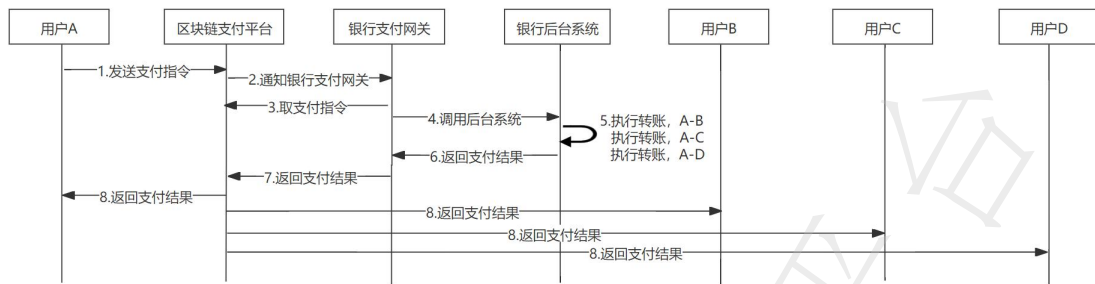 用户A
区块链支付平台
银行支付网关
银行后台系统
用户B
用户C
用户D
1.发送支付指令
2.通知银行支付网关
3.取支付指令
4.调用后台系统
5.执行转账，A-B
执行转账，A-C
执行转账，A-D
6.返回支付结果
7.返回支付结果
8.返回支付结果
8.返回支付结果
8.返回支付结果
8.返回支付结果